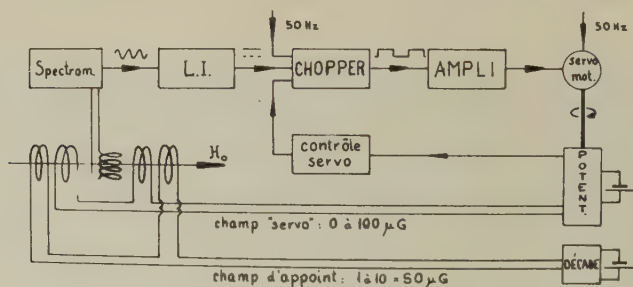 50 Hz
50 Hz
Spectrom.
L.I.
CHOPPER
AMPLI
servo
mot.
contrôle
servo
H₀
POTENT.
champ "servo": 0 à 100 µG
DÉCADE
champ d'appoint: 1 à 10 = 50 µG